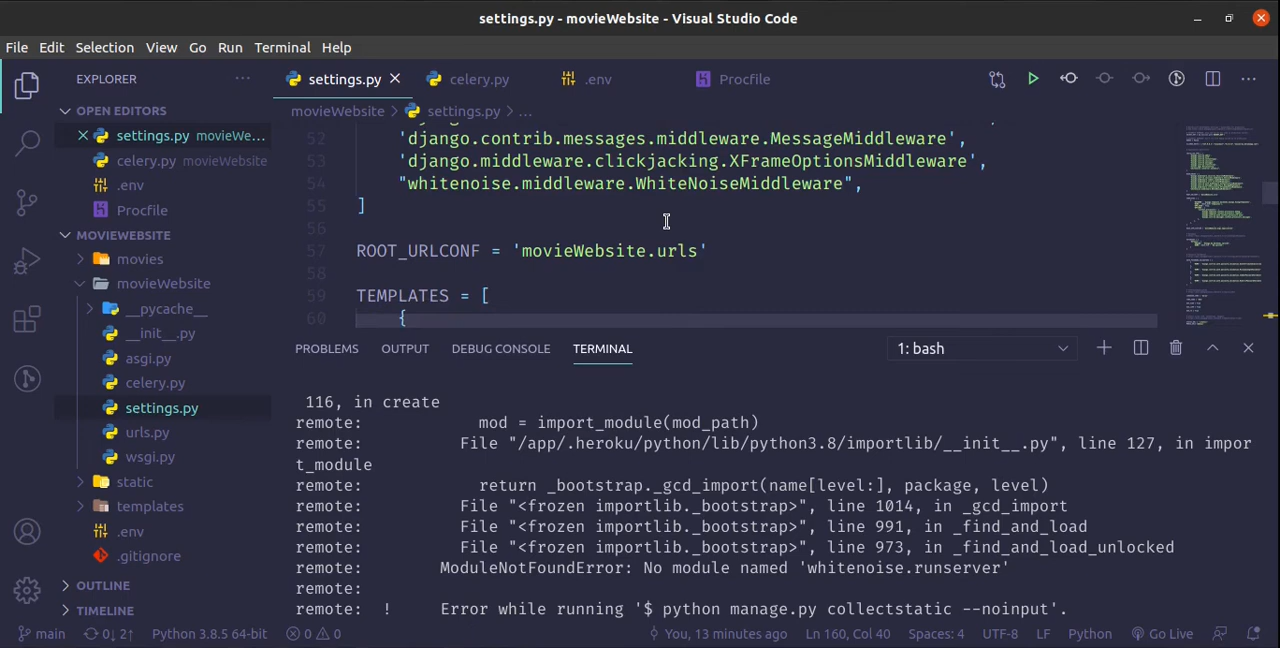 settings.py - movieWebsite - Visual Studio Code
File Edit Selection View Go Run Terminal Help
EXPLORER ...
OPEN EDITORS
settings.py movieWe...
celery.py movieWebsite
.env
Procfile
MOVIEWEBSITE
movies
movieWebsite
__pycache__
__init__.py
asgi.py
celery.py
settings.py
urls.py
wsgi.py
static
templates
.env
.gitignore
OUTLINE
TIMELINE
settings.py celery.py .env Procfile
movieWebsite > settings.py > ...
52 'django.contrib.messages.middleware.MessageMiddleware',
53 'django.middleware.clickjacking.XFrameOptionsMiddleware',
54 "whitenoise.middleware.WhiteNoiseMiddleware",
55 ]
56
57 ROOT_URLCONF = 'movieWebsite.urls'
58
59 TEMPLATES = [
60 {
PROBLEMS OUTPUT DEBUG CONSOLE TERMINAL 1: bash
116, in create
remote: mod = import_module(mod_path)
remote: File "/app/.heroku/python/lib/python3.8/importlib/__init__.py", line 127, in impor
t_module
remote: return _bootstrap._gcd_import(name[level:], package, level)
remote: File "<frozen importlib._bootstrap>", line 1014, in _gcd_import
remote: File "<frozen importlib._bootstrap>", line 991, in _find_and_load
remote: File "<frozen importlib._bootstrap>", line 973, in _find_and_load_unlocked
remote: ModuleNotFoundError: No module named 'whitenoise.runserver'
remote:
remote: ! Error while running '$ python manage.py collectstatic --noinput'.
main 0↓ 2↑ Python 3.8.5 64-bit 0 0 You, 13 minutes ago Ln 160, Col 40 Spaces: 4 UTF-8 LF Python Go Live